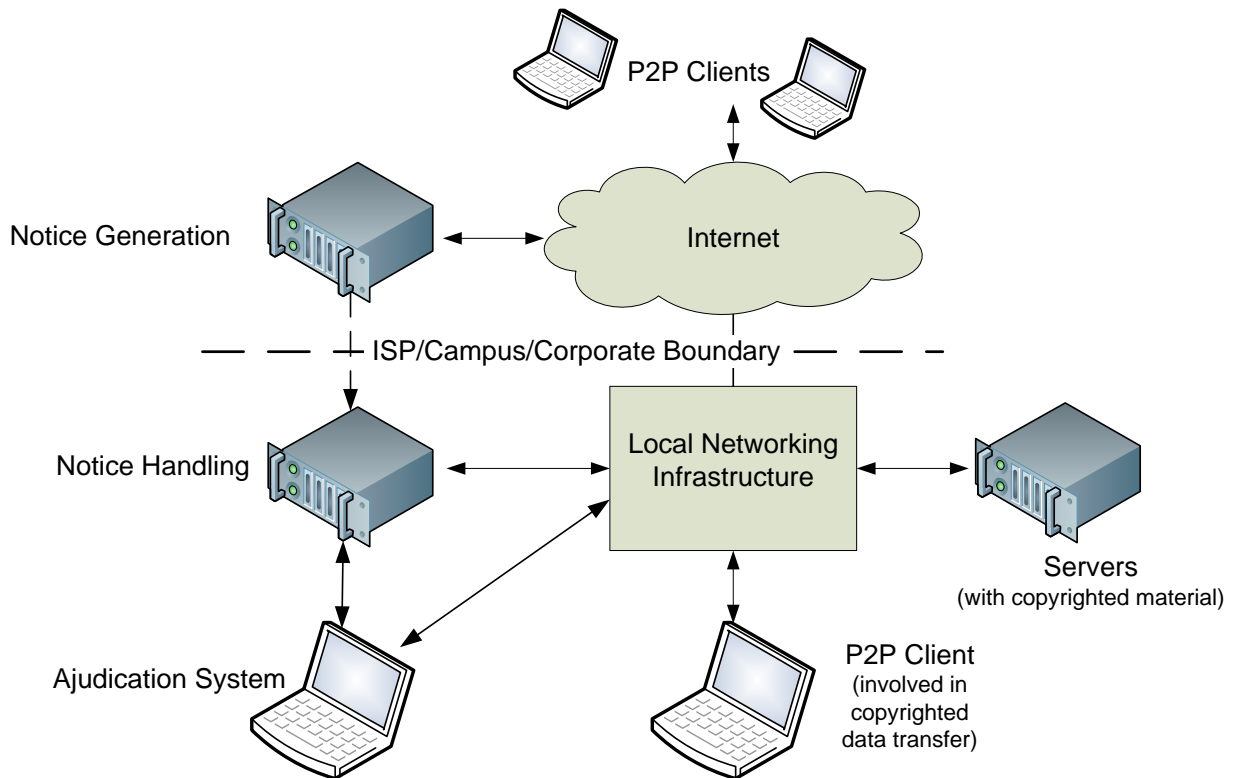 P2P Clients
Notice Generation
Internet
ISP/Campus/Corporate Boundary
Notice Handling
Local Networking
Infrastructure
Servers
(with copyrighted material)
Ajudication System
P2P Client
(involved in
copyrighted
data transfer)